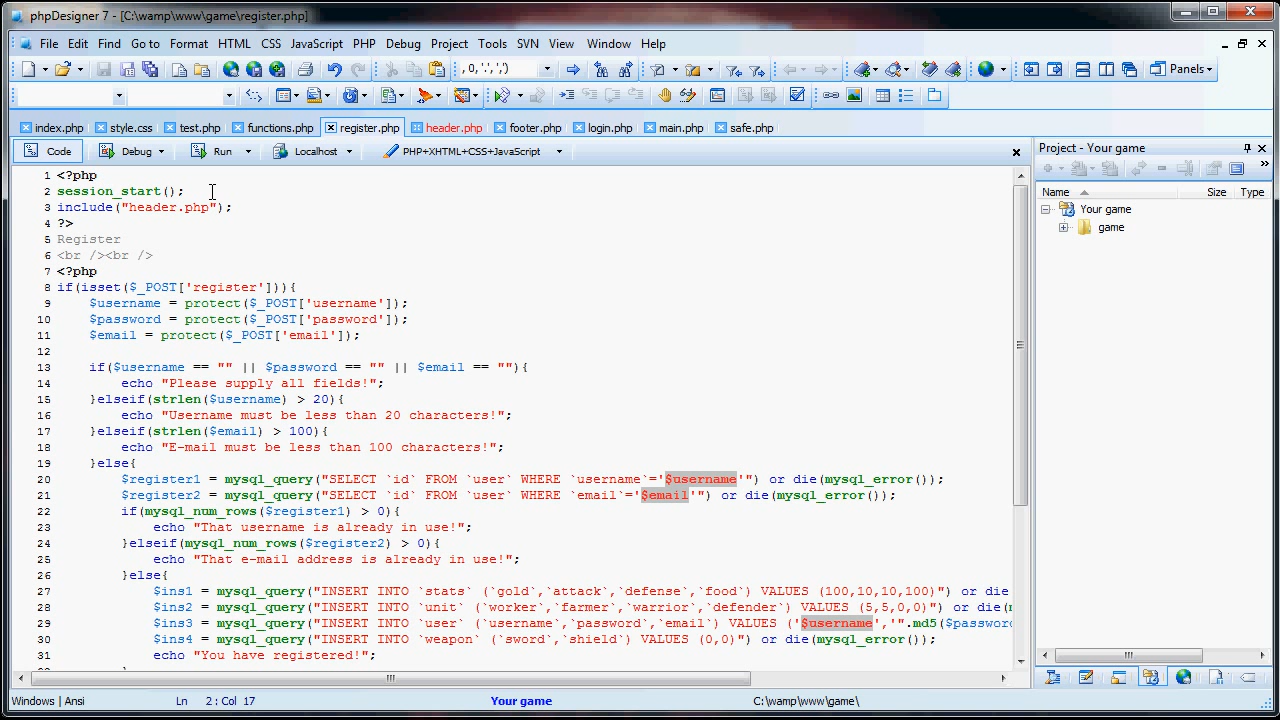 phpDesigner 7 - [C:\wamp\www\game\register.php]
File Edit Find Go to Format HTML CSS JavaScript PHP Debug Project Tools SVN View Window Help
, 0,'.',',')
Panels
index.php style.css test.php functions.php register.php header.php footer.php login.php main.php safe.php
Code Debug Run Localhost PHP+XHTML+CSS+JavaScript
Project - Your game
Name Size Type
Your game
game
1 <?php
2 session_start();
3 include("header.php");
4 ?>
5 Register
6 <br /><br />
7 <?php
8 if(isset($_POST['register'])){
9 $username = protect($_POST['username']);
10 $password = protect($_POST['password']);
11 $email = protect($_POST['email']);
12
13 if($username == "" || $password == "" || $email == ""){
14 echo "Please supply all fields!";
15 }elseif(strlen($username) > 20){
16 echo "Username must be less than 20 characters!";
17 }elseif(strlen($email) > 100){
18 echo "E-mail must be less than 100 characters!";
19 }else{
20 $register1 = mysql_query("SELECT `id` FROM `user` WHERE `username`='$username'") or die(mysql_error());
21 $register2 = mysql_query("SELECT `id` FROM `user` WHERE `email`='$email'") or die(mysql_error());
22 if(mysql_num_rows($register1) > 0){
23 echo "That username is already in use!";
24 }elseif(mysql_num_rows($register2) > 0){
25 echo "That e-mail address is already in use!";
26 }else{
27 $ins1 = mysql_query("INSERT INTO `stats` (`gold`,`attack`,`defense`,`food`) VALUES (100,10,10,100)") or die
28 $ins2 = mysql_query("INSERT INTO `unit` (`worker`,`farmer`,`warrior`,`defender`) VALUES (5,5,0,0)") or die(m
29 $ins3 = mysql_query("INSERT INTO `user` (`username`,`password`,`email`) VALUES ('$username','".md5($passwor
30 $ins4 = mysql_query("INSERT INTO `weapon` (`sword`,`shield`) VALUES (0,0)") or die(mysql_error());
31 echo "You have registered!";
Windows | Ansi Ln 2 : Col 17 Your game C:\wamp\www\game\